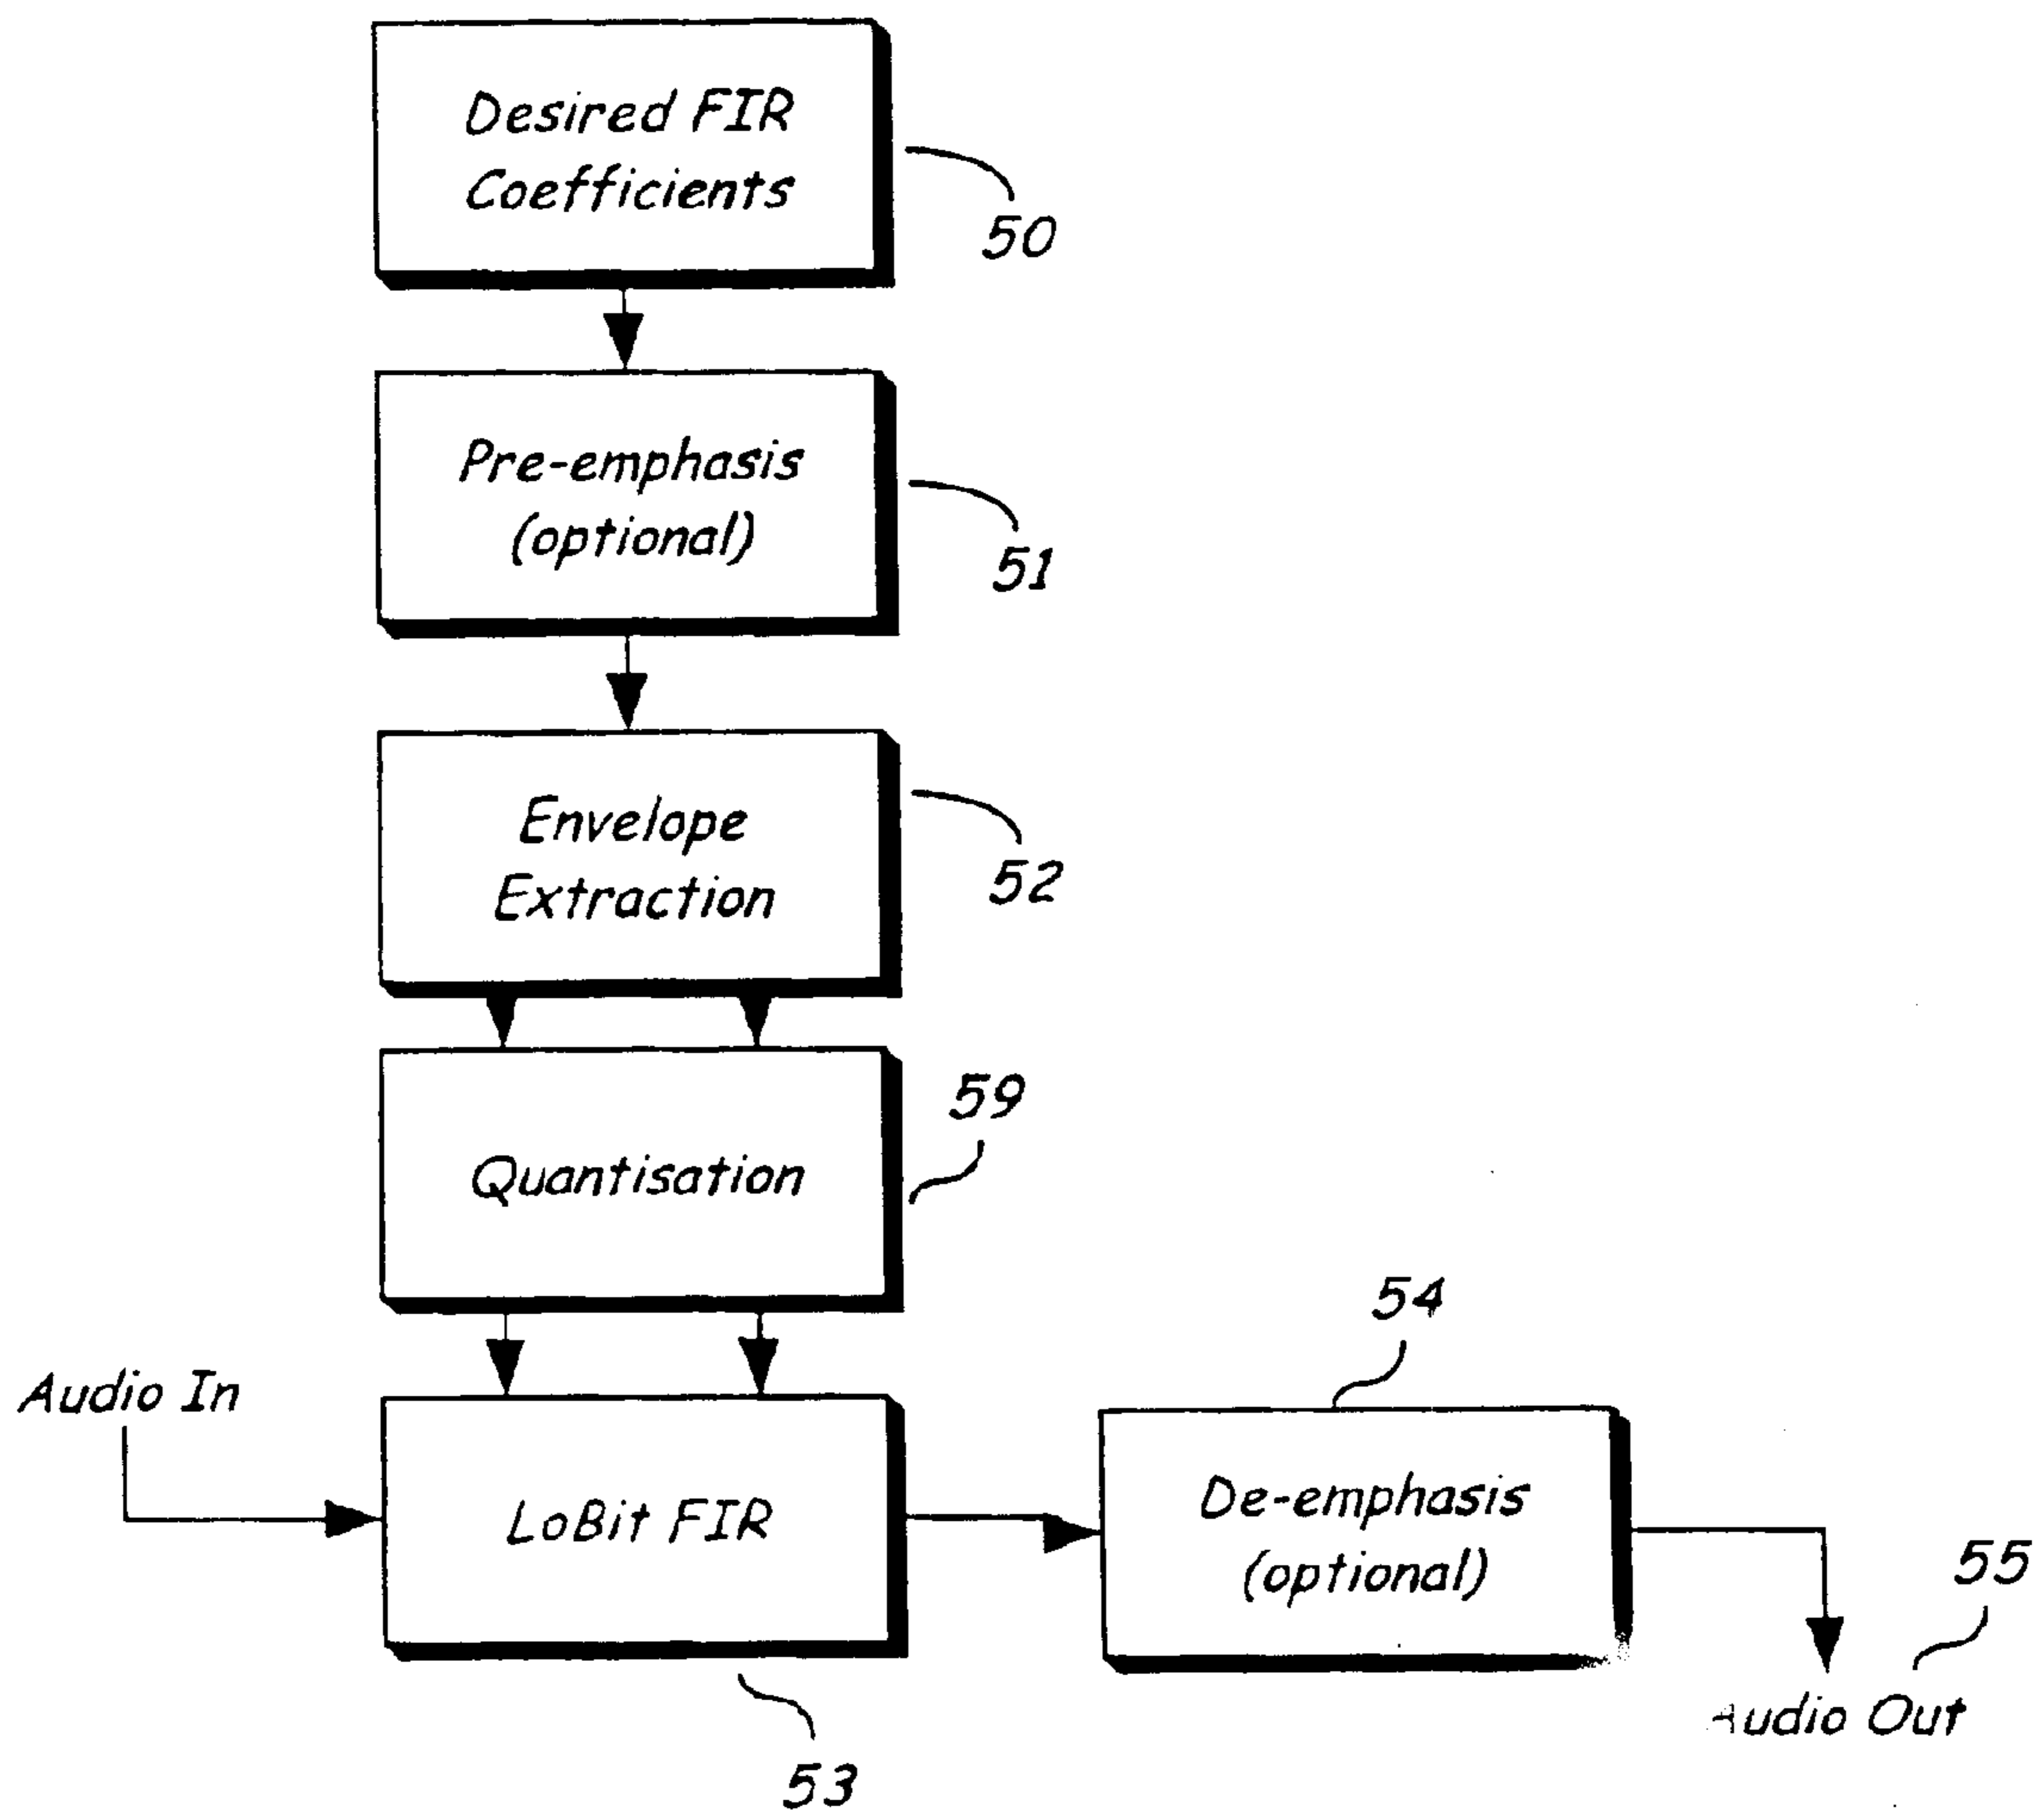 Desired FIR
Coefficients
50
Pre-emphasis
(optional)
51
Envelope
Extraction
52
Quantisation
59
Audio In
LoBit FIR
53
De-emphasis
(optional)
54
55
Audio Out